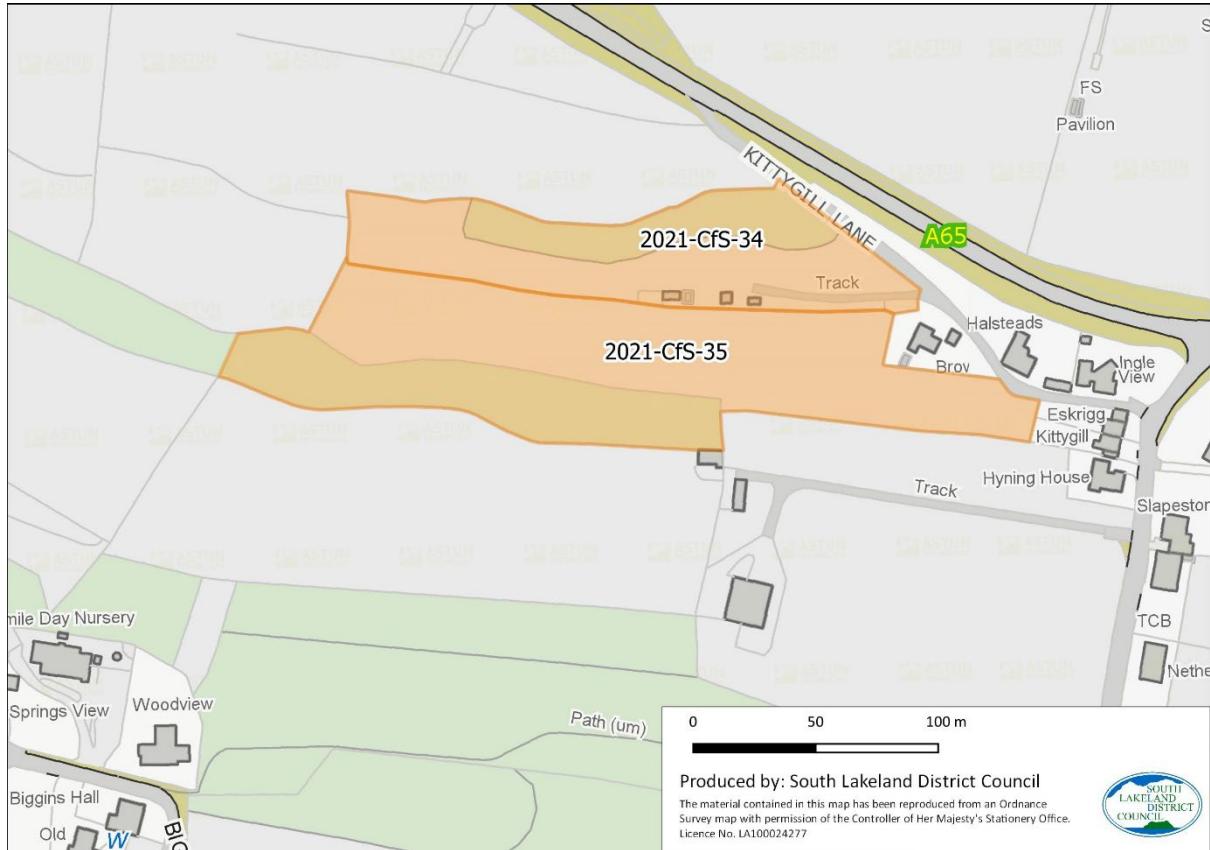 S
FS
Pavilion
KITTYGILL LANE
A65
2021-CfS-34
Track
Halsteads
2021-CfS-35
Brow
Ingle
View
Eskrigg
Kittygill
Hyning House
Track
Slapeston
TCB
Nethe
mile Day Nursery
Springs View
Woodview
Path (um)
Biggins Hall
Old
W
BIG
0 50 100 m
Produced by: South Lakeland District Council
The material contained in this map has been reproduced from an Ordnance
Survey map with permission of the Controller of Her Majesty's Stationery Office.
Licence No. LA100024277
SOUTH
LAKELAND
DISTRICT
COUNCIL
ASTUN